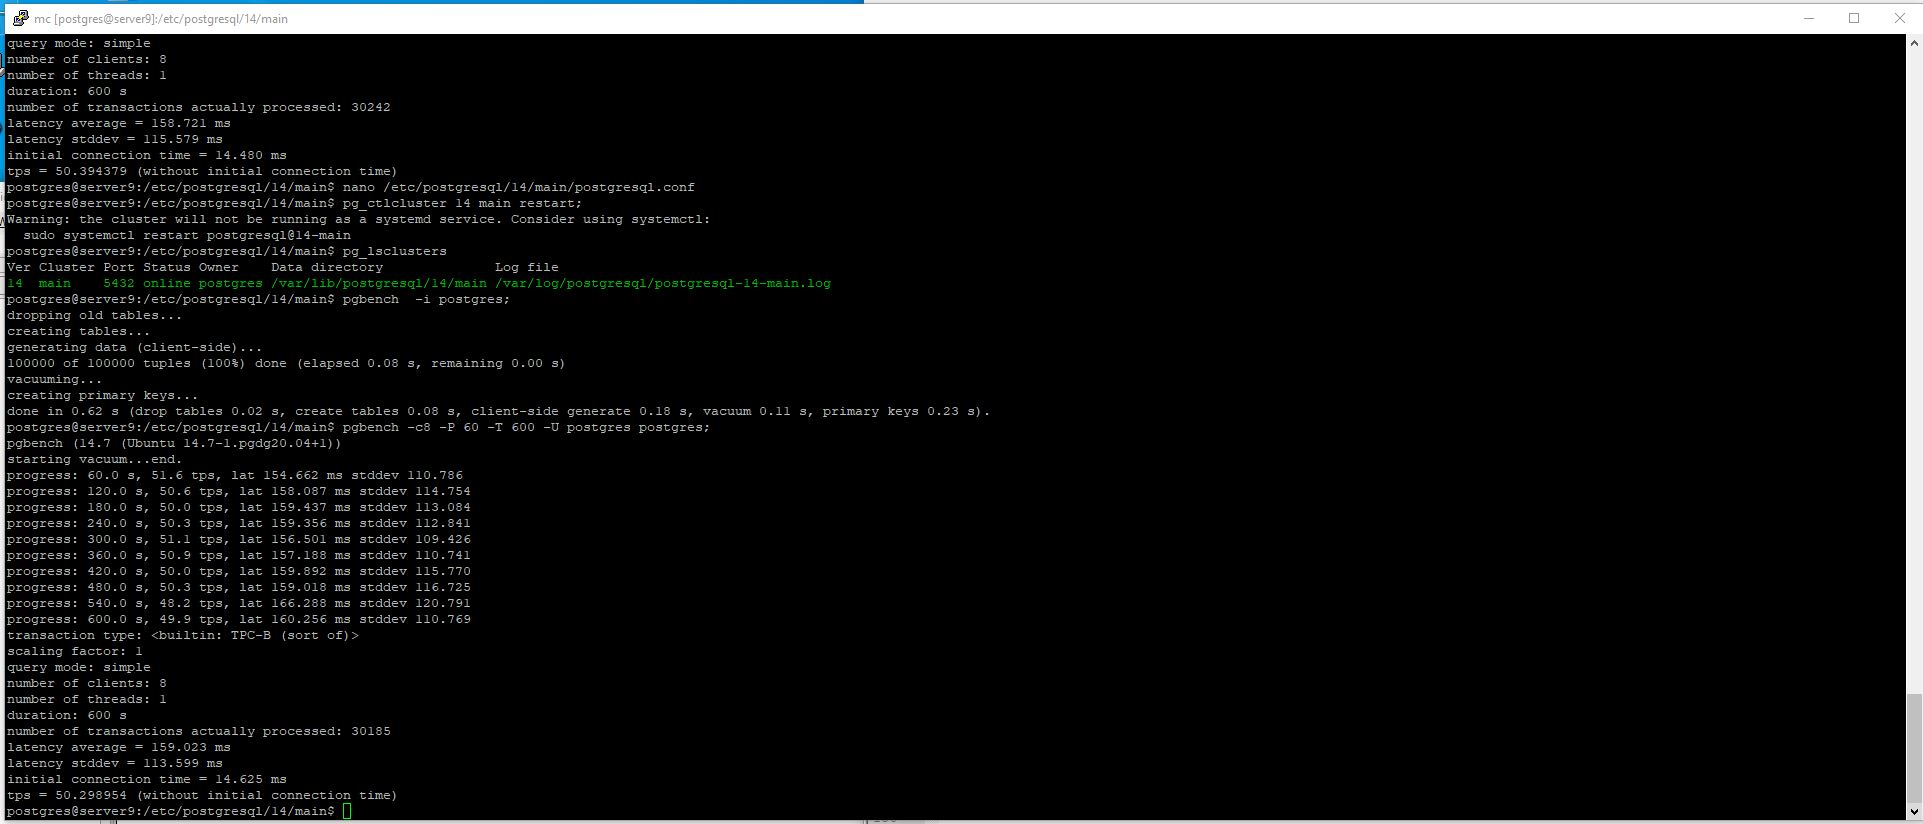 mc [postgres@server9]:/etc/postgresql/14/main
query mode: simple
number of clients: 8
number of threads: 1
duration: 600 s
number of transactions actually processed: 30242
latency average = 158.721 ms
latency stddev = 115.579 ms
initial connection time = 14.480 ms
tps = 50.394379 (without initial connection time)
postgres@server9:/etc/postgresql/14/main$ nano /etc/postgresql/14/main/postgresql.conf
postgres@server9:/etc/postgresql/14/main$ pg_ctlcluster 14 main restart;
Warning: the cluster will not be running as a systemd service. Consider using systemctl:
  sudo systemctl restart postgresql@14-main
postgres@server9:/etc/postgresql/14/main$ pg_lsclusters
Ver Cluster Port Status Owner    Data directory              Log file
14  main    5432 online postgres /var/lib/postgresql/14/main /var/log/postgresql/postgresql-14-main.log
postgres@server9:/etc/postgresql/14/main$ pgbench  -i postgres;
dropping old tables...
creating tables...
generating data (client-side)...
100000 of 100000 tuples (100%) done (elapsed 0.08 s, remaining 0.00 s)
vacuuming...
creating primary keys...
done in 0.62 s (drop tables 0.02 s, create tables 0.08 s, client-side generate 0.18 s, vacuum 0.11 s, primary keys 0.23 s).
postgres@server9:/etc/postgresql/14/main$ pgbench -c8 -P 60 -T 600 -U postgres postgres;
pgbench (14.7 (Ubuntu 14.7-1.pgdg20.04+1))
starting vacuum...end.
progress: 60.0 s, 51.6 tps, lat 154.662 ms stddev 110.786
progress: 120.0 s, 50.6 tps, lat 158.087 ms stddev 114.754
progress: 180.0 s, 50.0 tps, lat 159.437 ms stddev 113.084
progress: 240.0 s, 50.3 tps, lat 159.356 ms stddev 112.841
progress: 300.0 s, 51.1 tps, lat 156.501 ms stddev 109.426
progress: 360.0 s, 50.9 tps, lat 157.188 ms stddev 110.741
progress: 420.0 s, 50.0 tps, lat 159.892 ms stddev 115.770
progress: 480.0 s, 50.3 tps, lat 159.018 ms stddev 116.725
progress: 540.0 s, 48.2 tps, lat 166.288 ms stddev 120.791
progress: 600.0 s, 49.9 tps, lat 160.256 ms stddev 110.769
transaction type: <builtin: TPC-B (sort of)>
scaling factor: 1
query mode: simple
number of clients: 8
number of threads: 1
duration: 600 s
number of transactions actually processed: 30185
latency average = 159.023 ms
latency stddev = 113.599 ms
initial connection time = 14.625 ms
tps = 50.298954 (without initial connection time)
postgres@server9:/etc/postgresql/14/main$